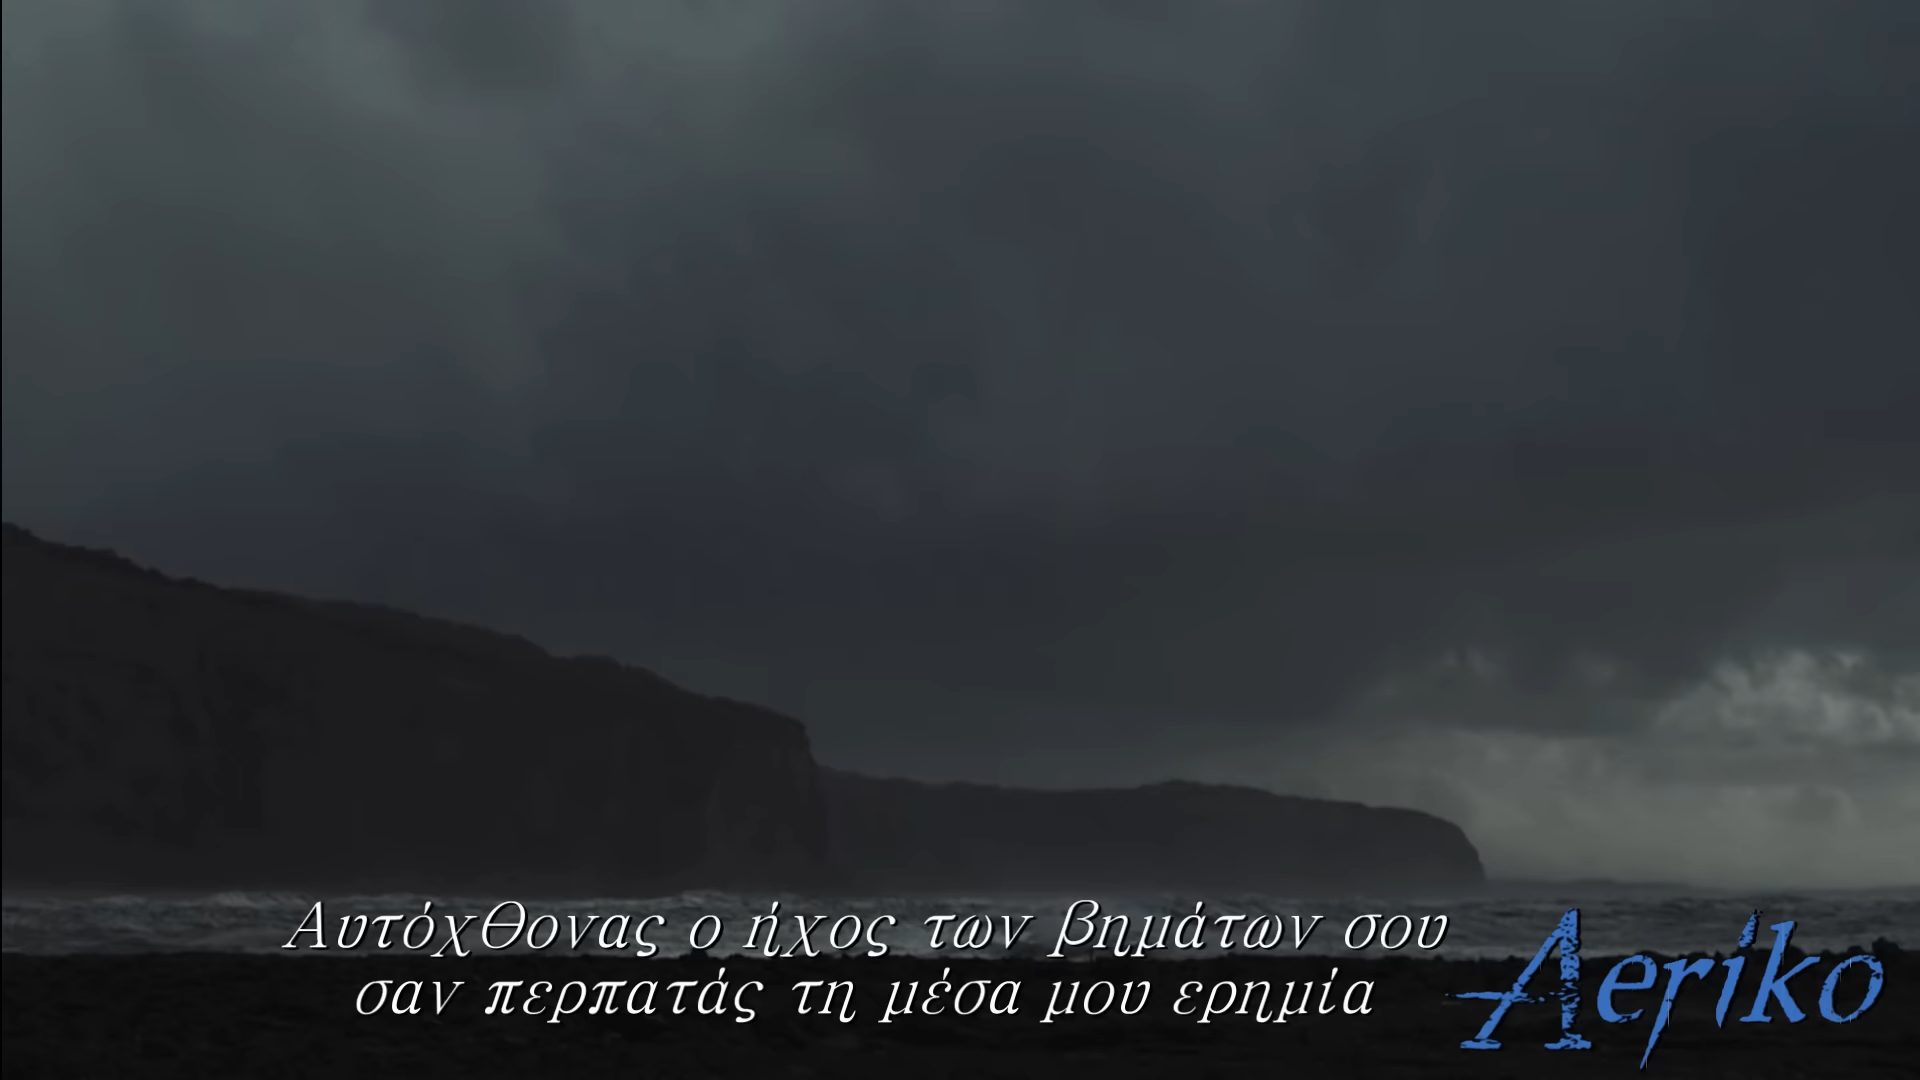 Αυτόχθονας ο ήχος των βημάτων σου
σαν περπατάς τη μέσα μου ερημία
Aeriko